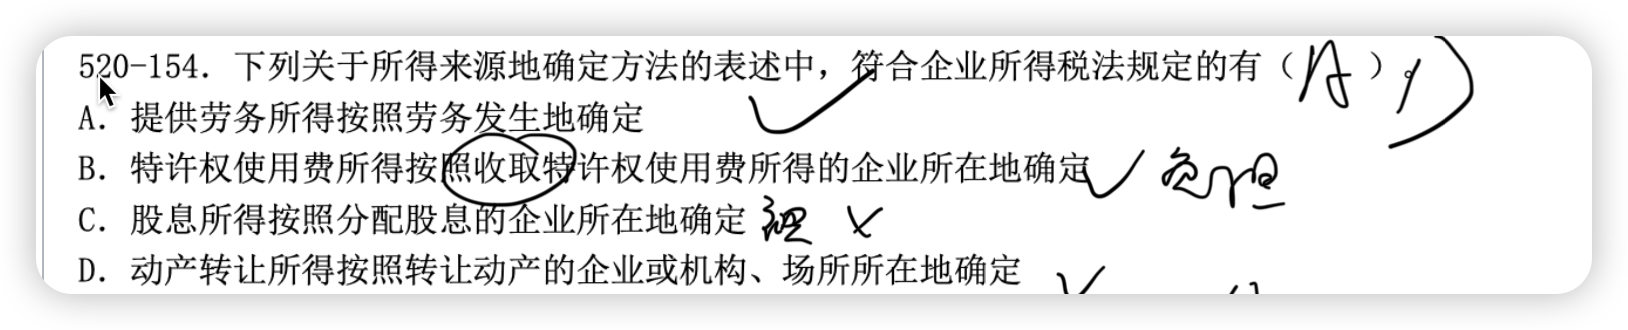 520-154. 下列关于所得来源地确定方法的表述中，符合企业所得税法规定的有（A）。
A. 提供劳务所得按照劳务发生地确定
B. 特许权使用费所得按照收取特许权使用费所得的企业所在地确定
C. 股息所得按照分配股息的企业所在地确定
D. 动产转让所得按照转让动产的企业或机构、场所所在地确定